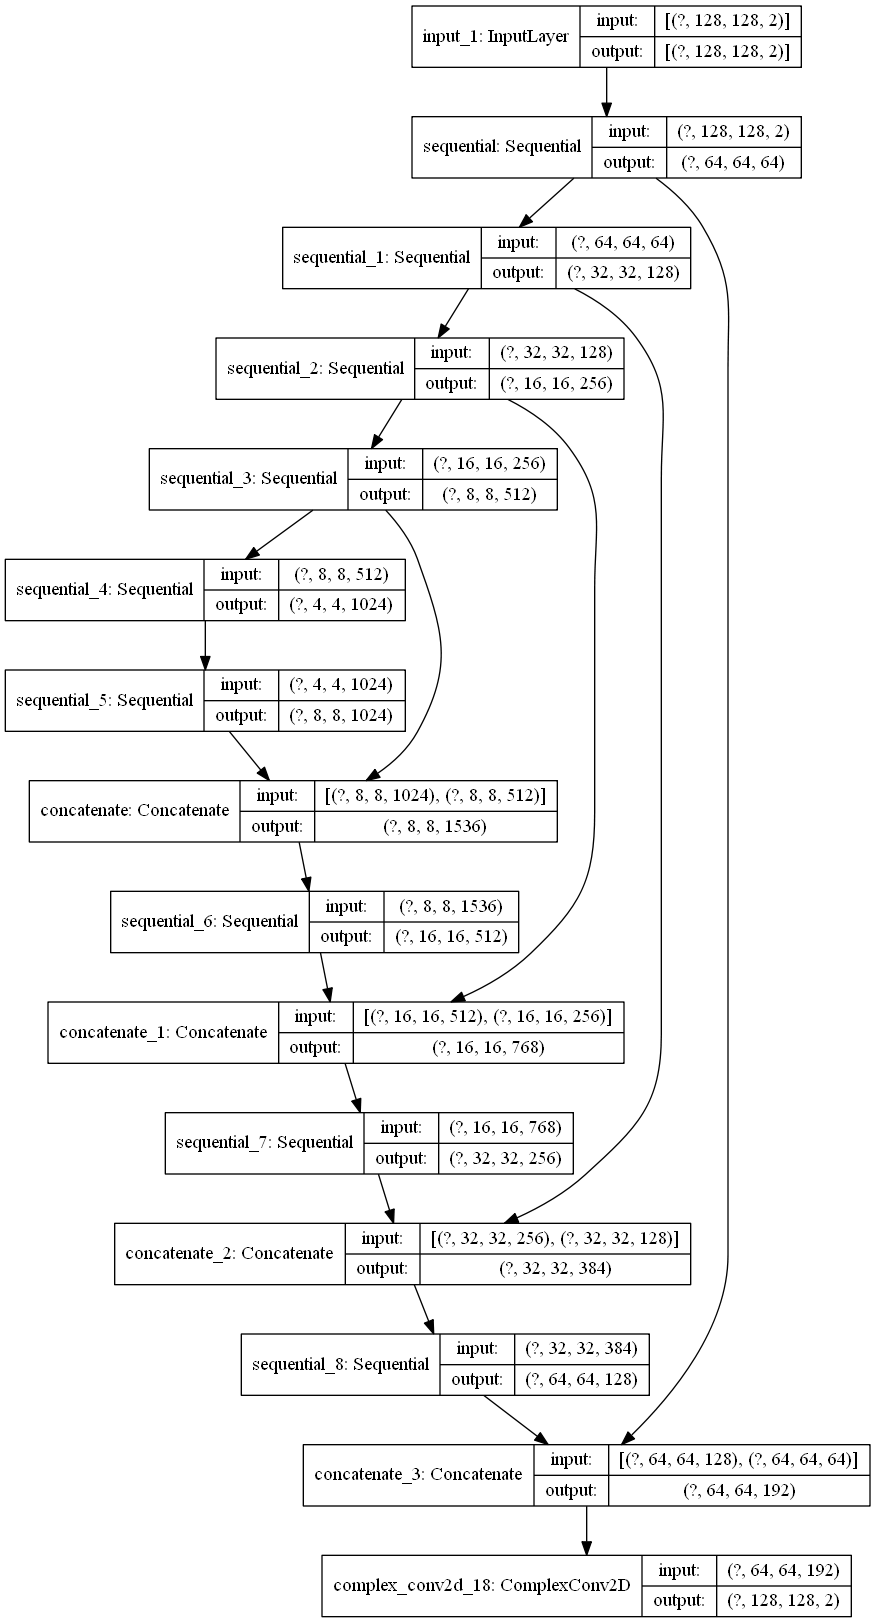 input_1: InputLayer
input: [(?, 128, 128, 2)]
output: [(?, 128, 128, 2)]
sequential: Sequential
input: (?, 128, 128, 2)
output: (?, 64, 64, 64)
sequential_1: Sequential
input: (?, 64, 64, 64)
output: (?, 32, 32, 128)
sequential_2: Sequential
input: (?, 32, 32, 128)
output: (?, 16, 16, 256)
sequential_3: Sequential
input: (?, 16, 16, 256)
output: (?, 8, 8, 512)
sequential_4: Sequential
input: (?, 8, 8, 512)
output: (?, 4, 4, 1024)
sequential_5: Sequential
input: (?, 4, 4, 1024)
output: (?, 8, 8, 1024)
concatenate: Concatenate
input: [(?, 8, 8, 1024), (?, 8, 8, 512)]
output: (?, 8, 8, 1536)
sequential_6: Sequential
input: (?, 8, 8, 1536)
output: (?, 16, 16, 512)
concatenate_1: Concatenate
input: [(?, 16, 16, 512), (?, 16, 16, 256)]
output: (?, 16, 16, 768)
sequential_7: Sequential
input: (?, 16, 16, 768)
output: (?, 32, 32, 256)
concatenate_2: Concatenate
input: [(?, 32, 32, 256), (?, 32, 32, 128)]
output: (?, 32, 32, 384)
sequential_8: Sequential
input: (?, 32, 32, 384)
output: (?, 64, 64, 128)
concatenate_3: Concatenate
input: [(?, 64, 64, 128), (?, 64, 64, 64)]
output: (?, 64, 64, 192)
complex_conv2d_18: ComplexConv2D
input: (?, 64, 64, 192)
output: (?, 128, 128, 2)